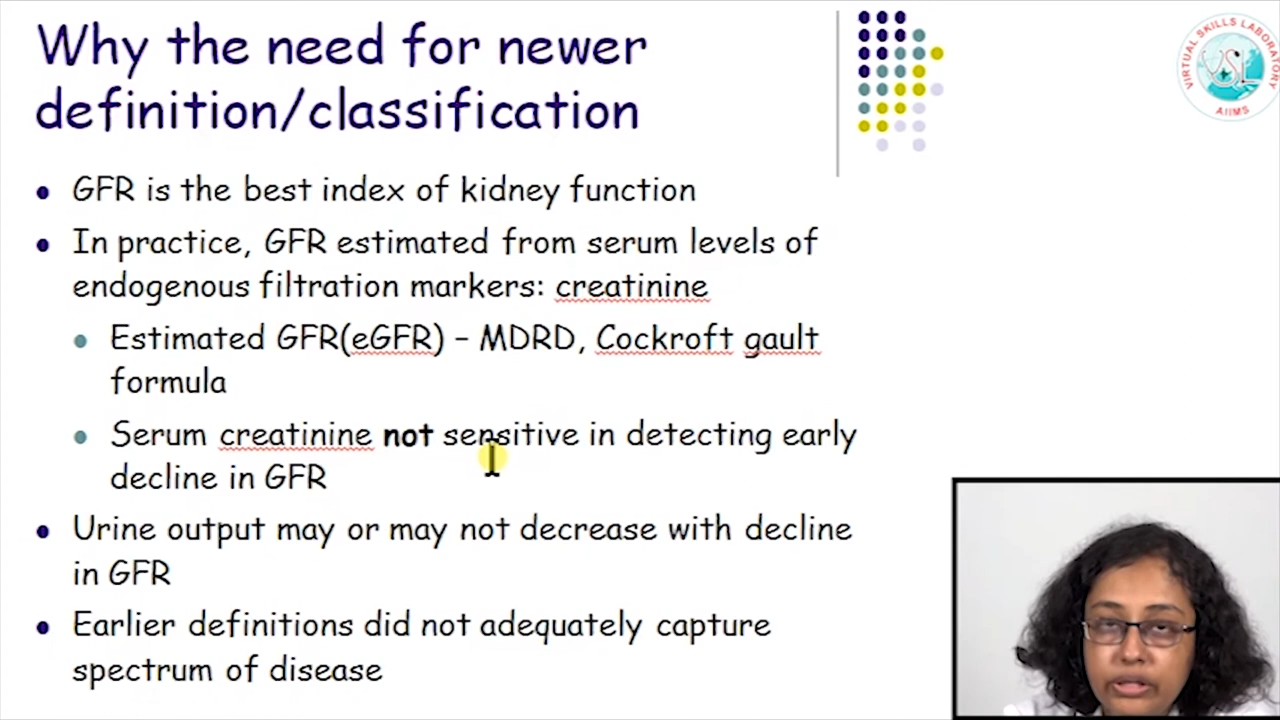 Why the need for newer
definition/classification
VIRTUAL SKILLS LABORATORY
VSL
AIIMS
• GFR is the best index of kidney function
• In practice, GFR estimated from serum levels of
endogenous filtration markers: creatinine
• Estimated GFR(eGFR) – MDRD, Cockroft gault
formula
• Serum creatinine not sensitive in detecting early
decline in GFR
• Urine output may or may not decrease with decline
in GFR
• Earlier definitions did not adequately capture
spectrum of disease